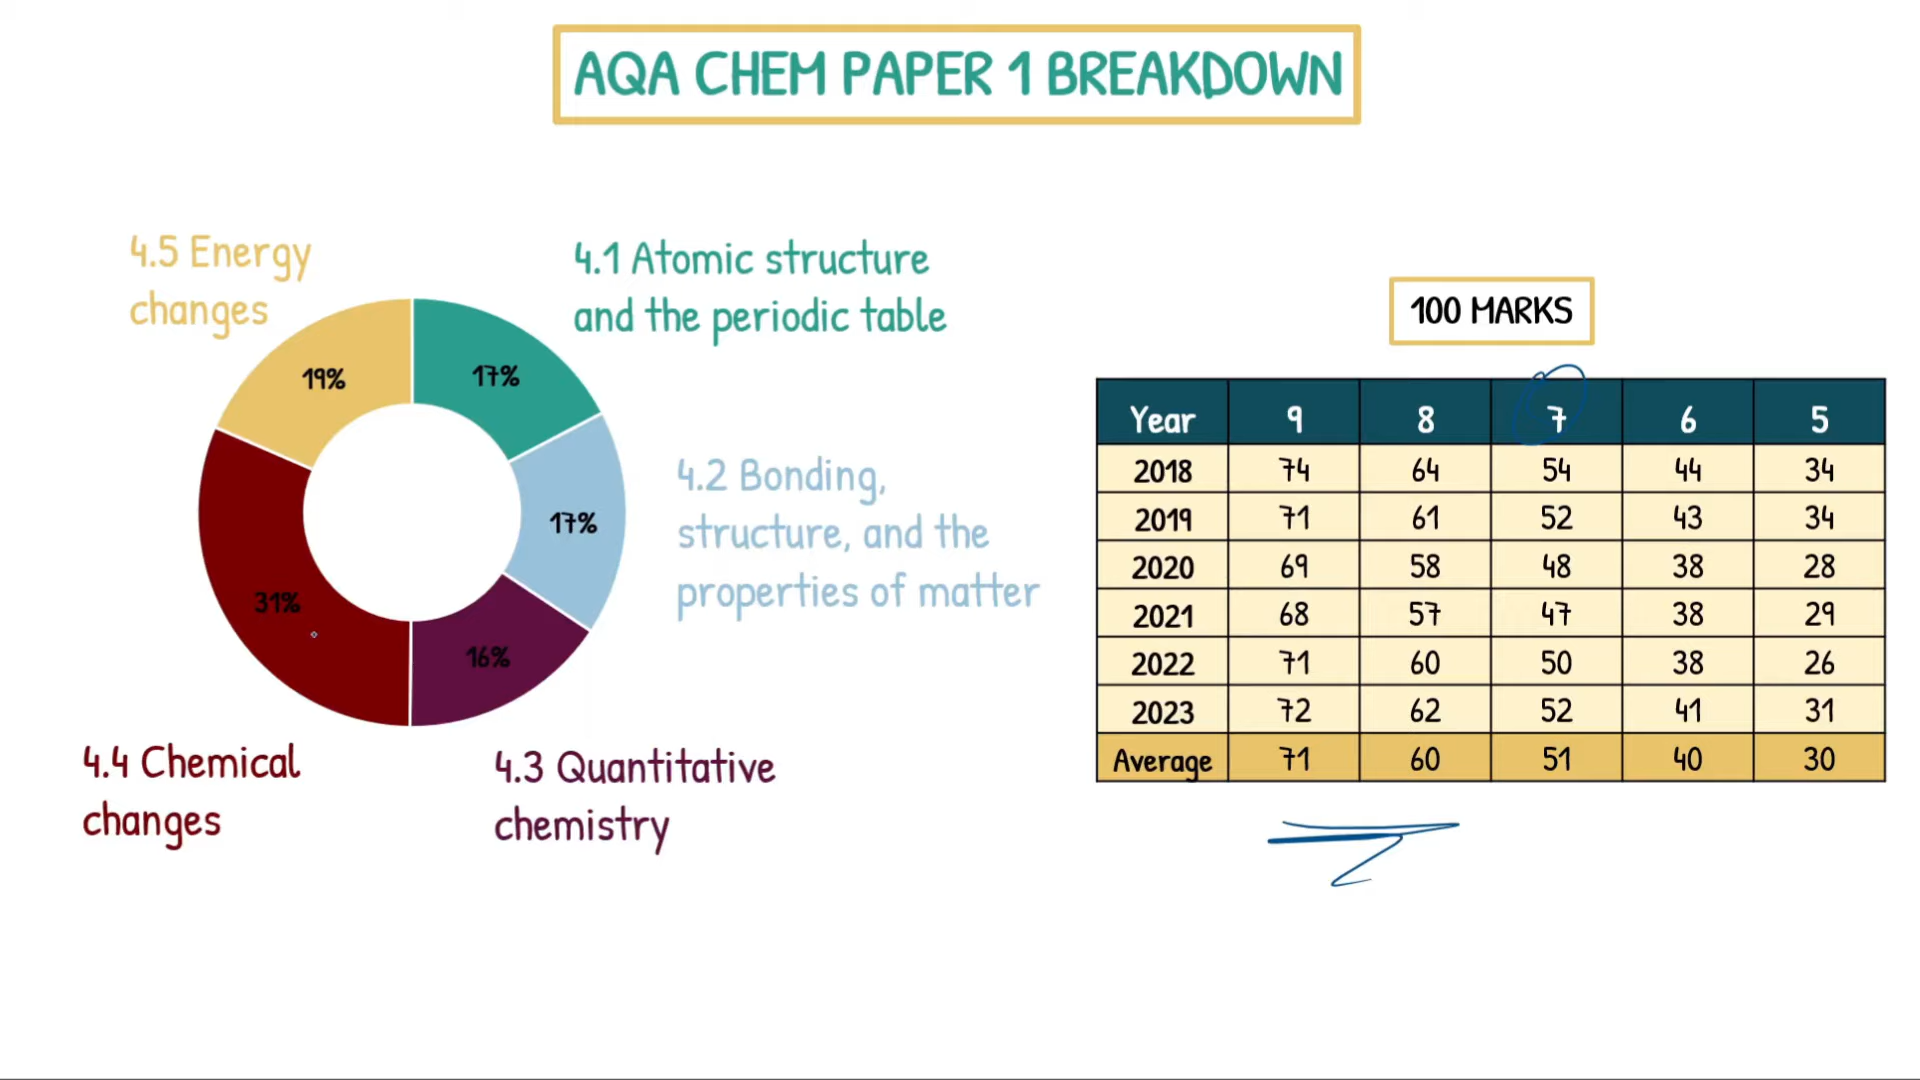 AQA CHEM PAPER 1 BREAKDOWN
4.5 Energy
changes
4.1 Atomic structure
and the periodic table
19%
17%
4.2 Bonding,
structure, and the
properties of matter
17%
31%
16%
4.4 Chemical
changes
4.3 Quantitative
chemistry
100 MARKS
Year 9 8 7 6 5
2018 74 64 54 44 34
2019 71 61 52 43 34
2020 69 58 48 38 28
2021 68 57 47 38 29
2022 71 60 50 38 26
2023 72 62 52 41 31
Average 71 60 51 40 30